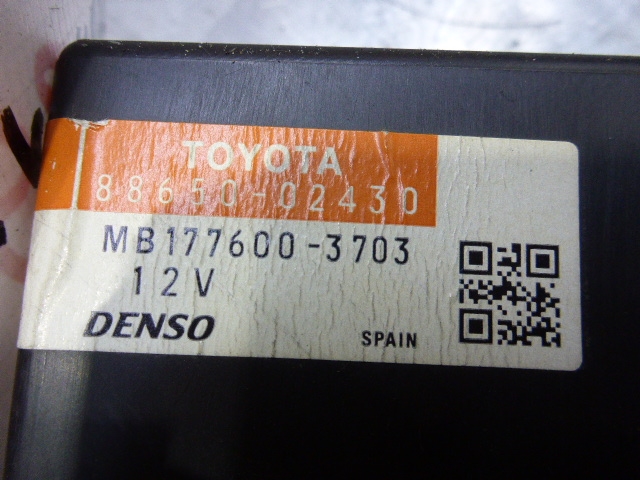 TOYOTA
88650-02430
MB177600-3703
12V
DENSO
SPAIN